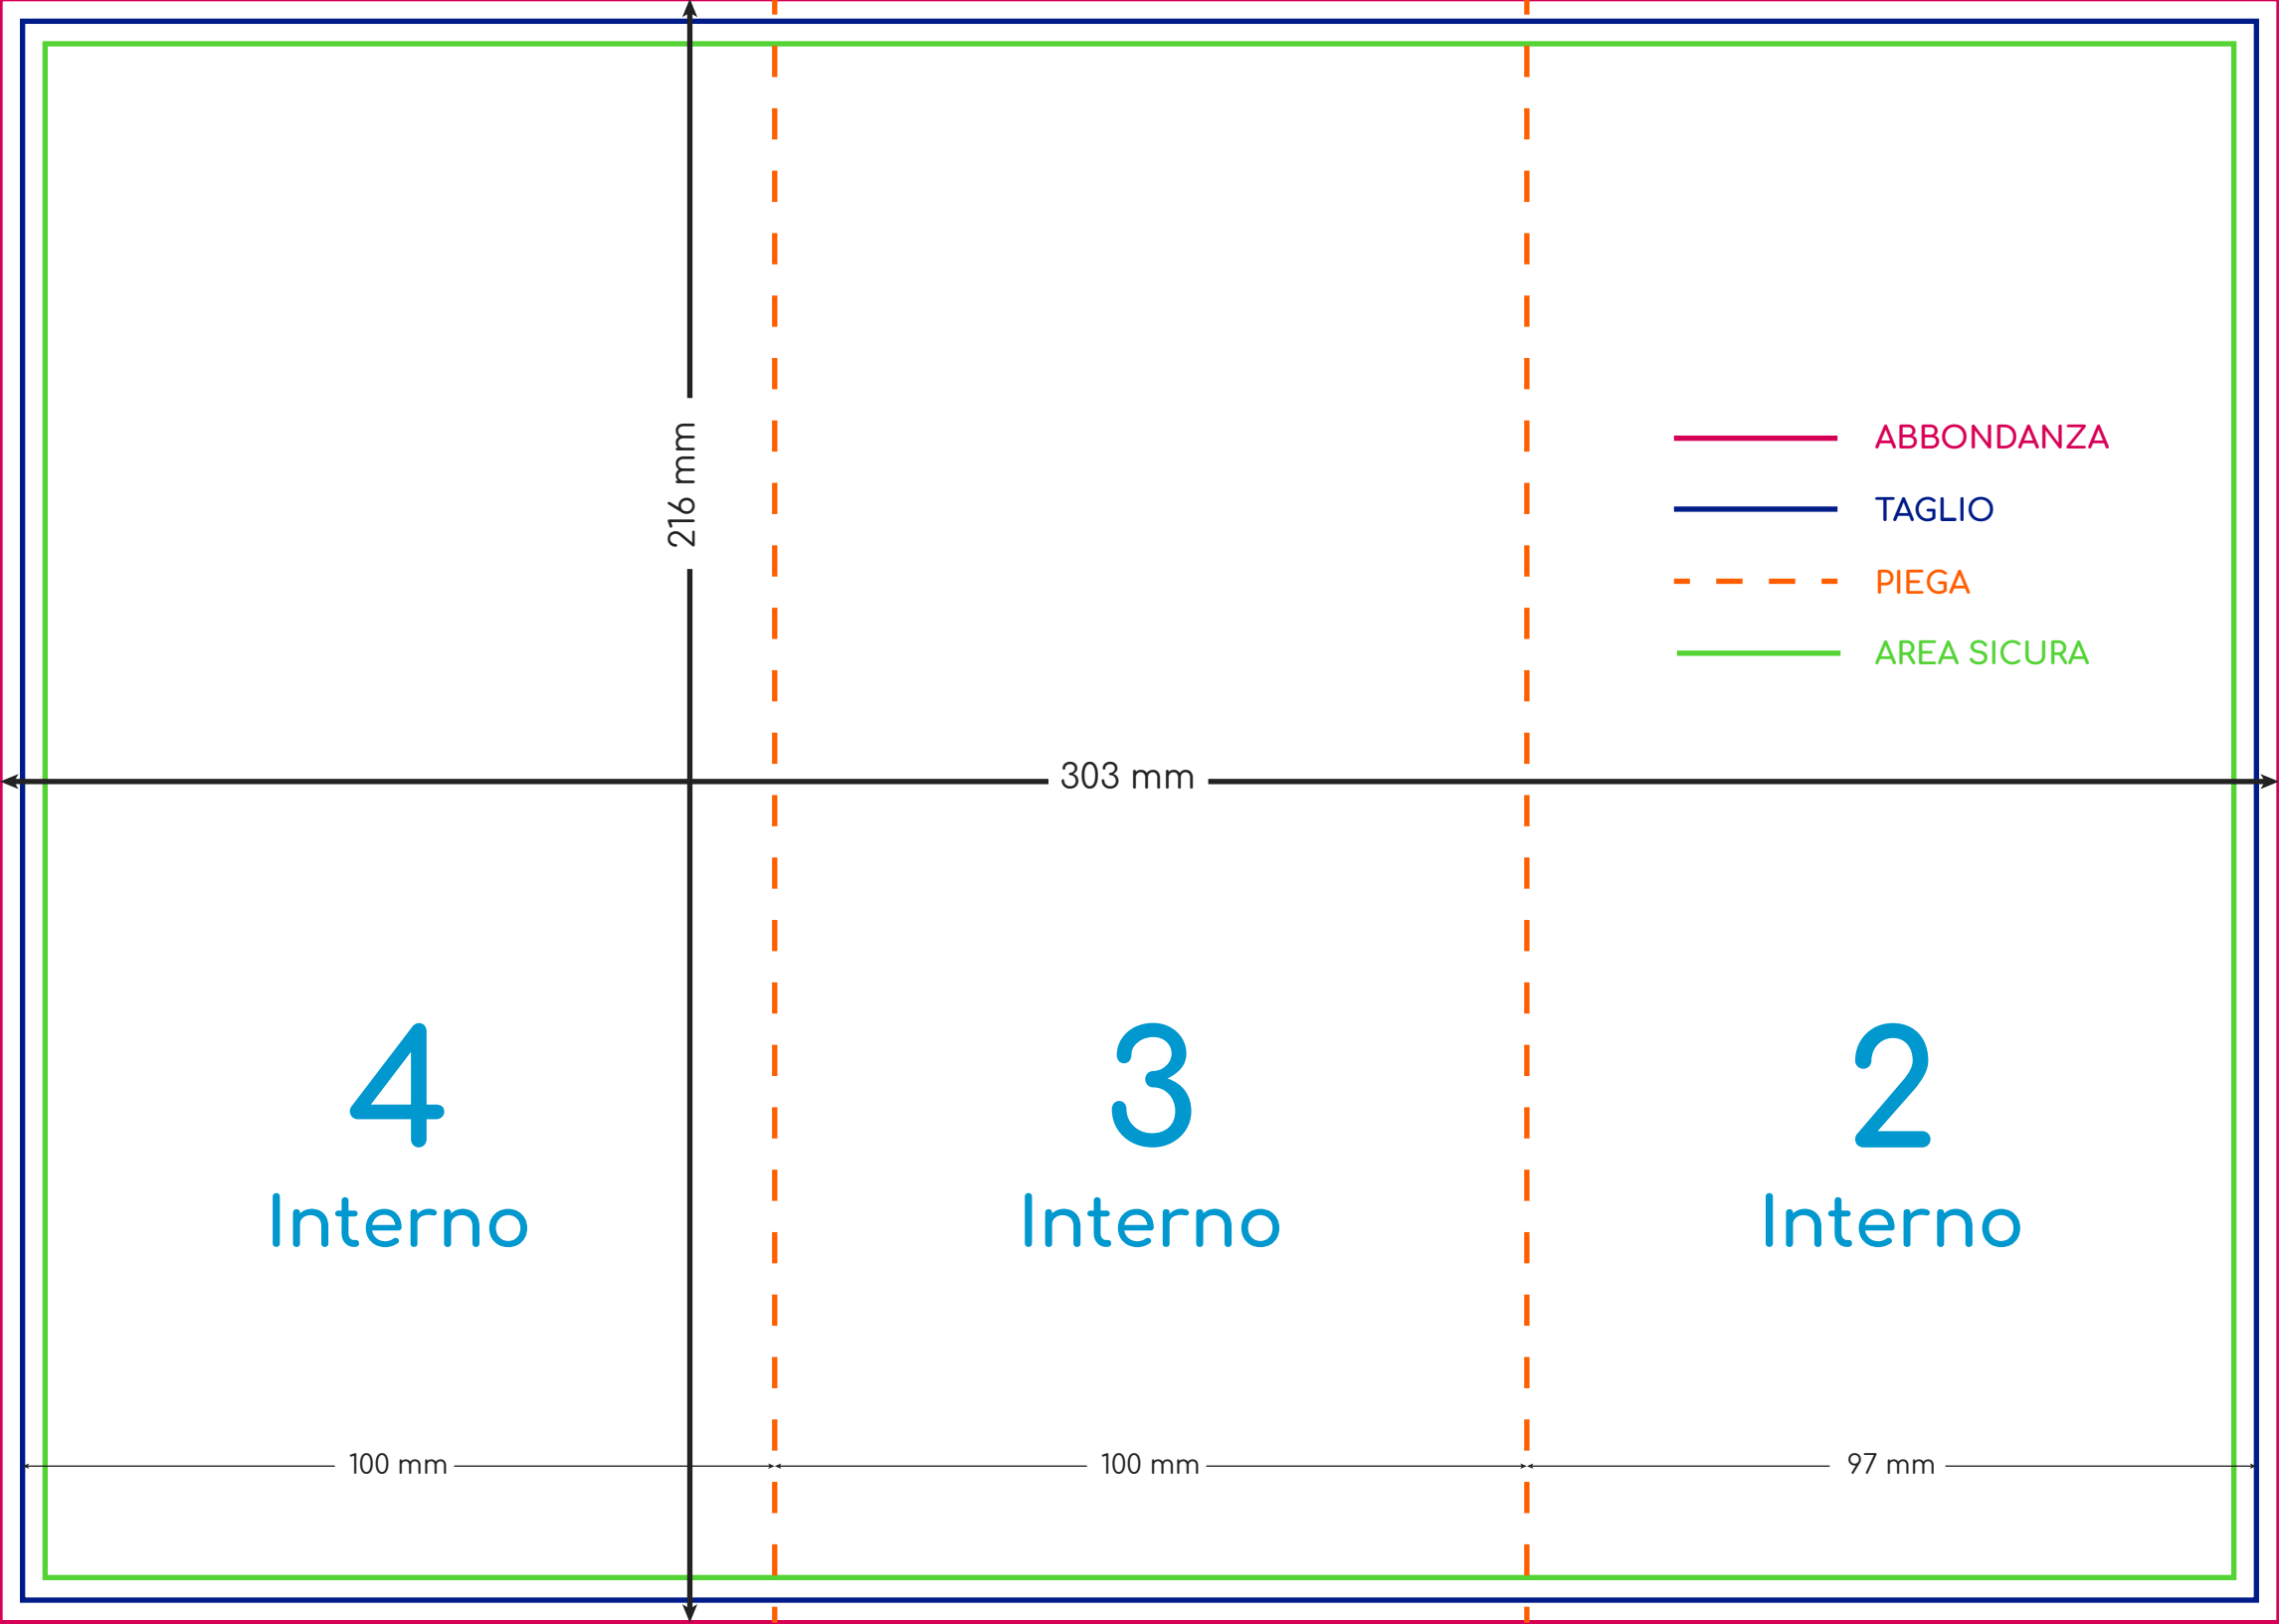 216 mm
ABBONDANZA
TAGLIO
PIEGA
AREA SICURA
303 mm
4
Interno
3
Interno
2
Interno
100 mm
100 mm
97 mm